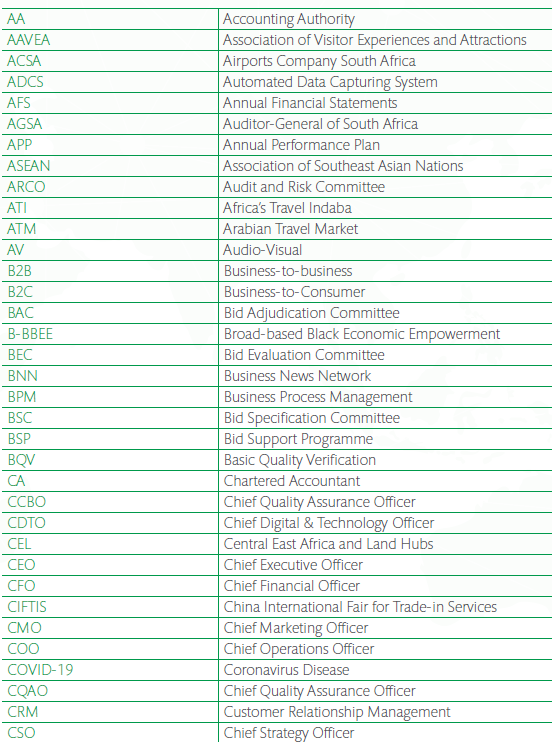 AA Accounting Authority
AAVEA Association of Visitor Experiences and Attractions
ACSA Airports Company South Africa
ADCS Automated Data Capturing System
AFS Annual Financial Statements
AGSA Auditor-General of South Africa
APP Annual Performance Plan
ASEAN Association of Southeast Asian Nations
ARCO Audit and Risk Committee
ATI Africa's Travel Indaba
ATM Arabian Travel Market
AV Audio-Visual
B2B Business-to-business
B2C Business-to-Consumer
BAC Bid Adjudication Committee
B-BBEE Broad-based Black Economic Empowerment
BEC Bid Evaluation Committee
BNN Business News Network
BPM Business Process Management
BSC Bid Specification Committee
BSP Bid Support Programme
BQV Basic Quality Verification
CA Chartered Accountant
CCBO Chief Quality Assurance Officer
CDTO Chief Digital & Technology Officer
CEL Central East Africa and Land Hubs
CEO Chief Executive Officer
CFO Chief Financial Officer
CIFTIS China International Fair for Trade-in Services
CMO Chief Marketing Officer
COO Chief Operations Officer
COVID-19 Coronavirus Disease
CQAO Chief Quality Assurance Officer
CRM Customer Relationship Management
CSO Chief Strategy Officer